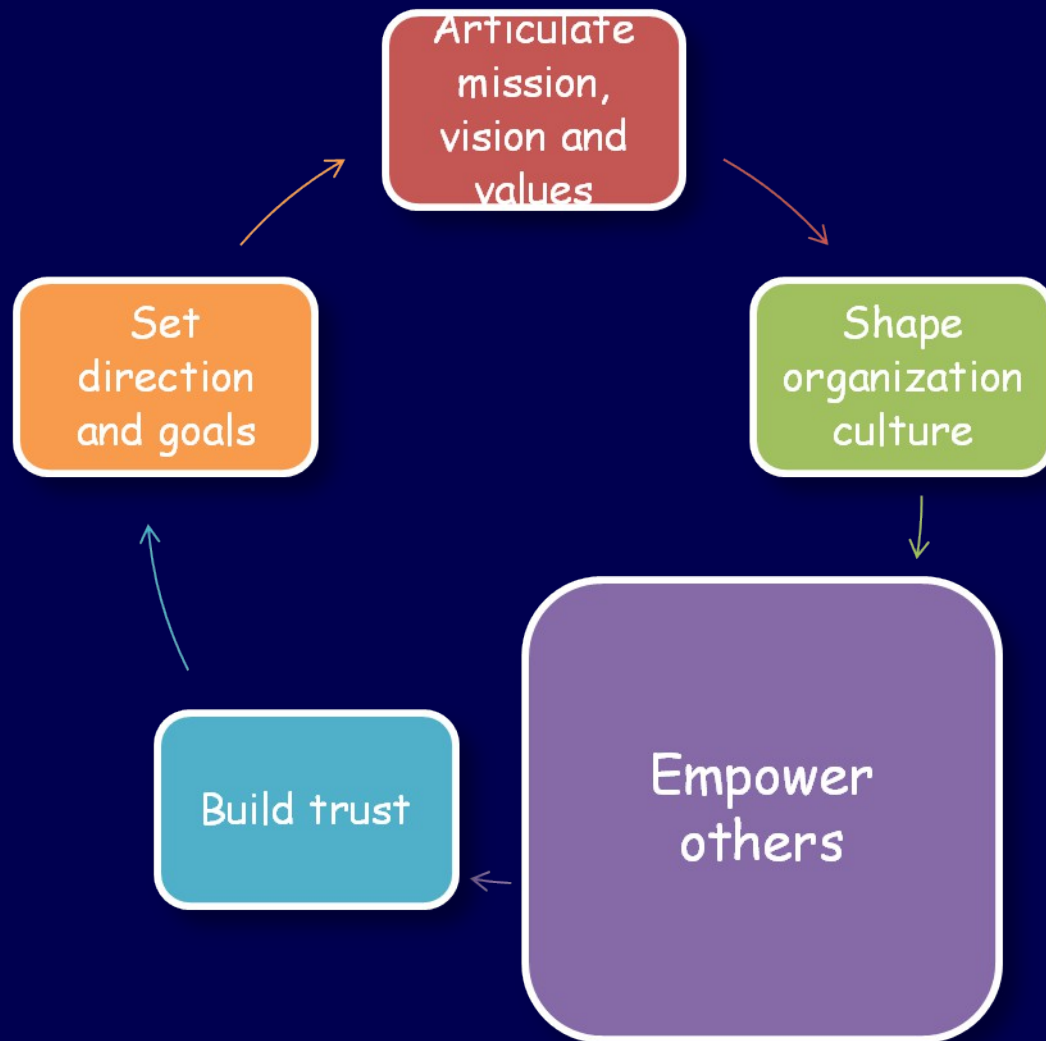 Articulate
mission,
vision and
values
Shape
organization
culture
Empower
others
Build trust
Set
direction
and goals